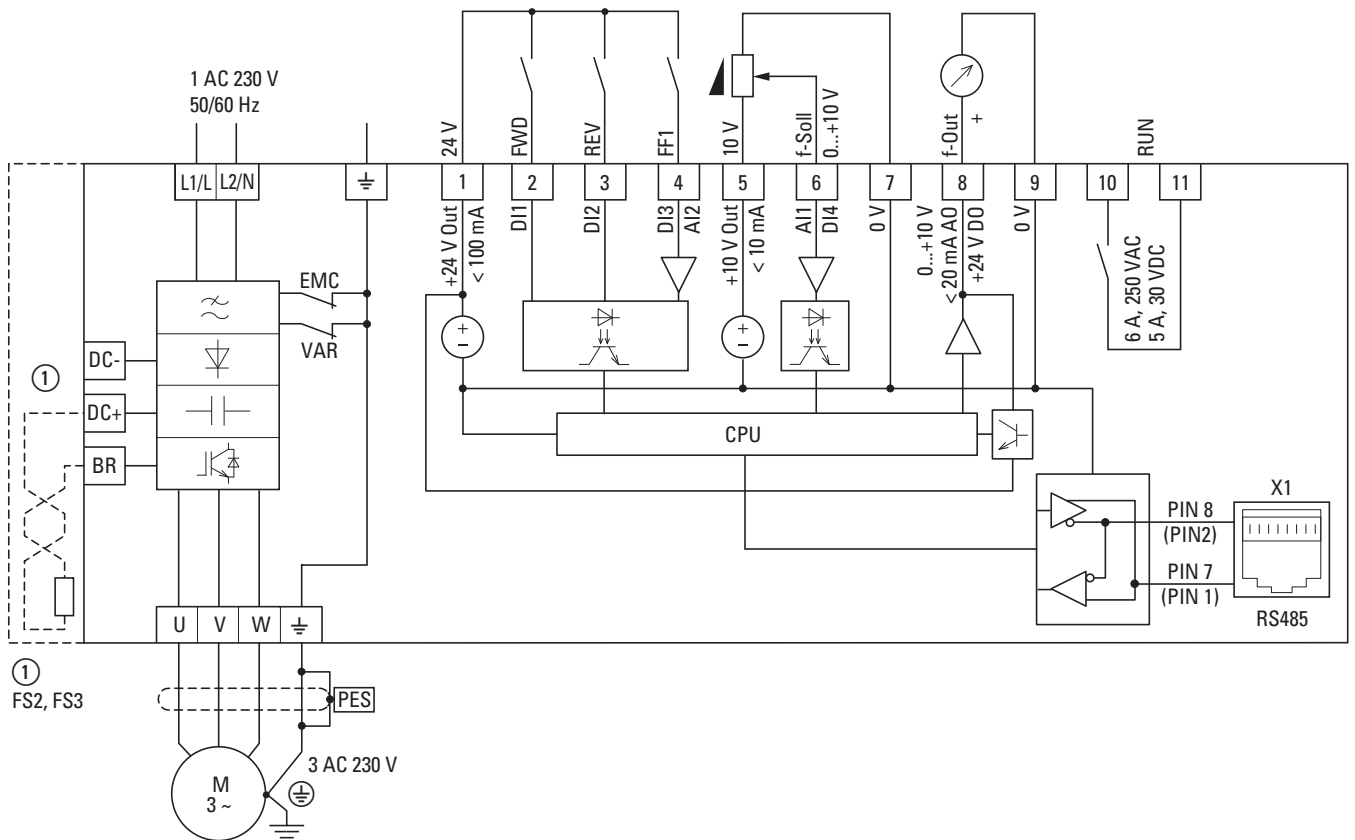 1 AC 230 V
50/60 Hz
24 V
FWD
REV
FF1
10 V
f-Soll
0...+10 V
f-Out
+
RUN
L1/L
L2/N
1
2
3
4
5
6
7
8
9
10
11
+24 V Out
< 100 mA
DI1
DI2
DI3
AI2
+10 V Out
< 10 mA
AI1
DI4
0 V
0...+10 V
< 20 mA AO
+24 V DO
0 V
6 A, 250 VAC
5 A, 30 VDC
EMC
VAR
DC-
DC+
BR
1
+
−
+
−
CPU
X1
PIN 8
(PIN2)
PIN 7
(PIN 1)
RS485
U
V
W
1
FS2, FS3
PES
M
3 ~
3 AC 230 V